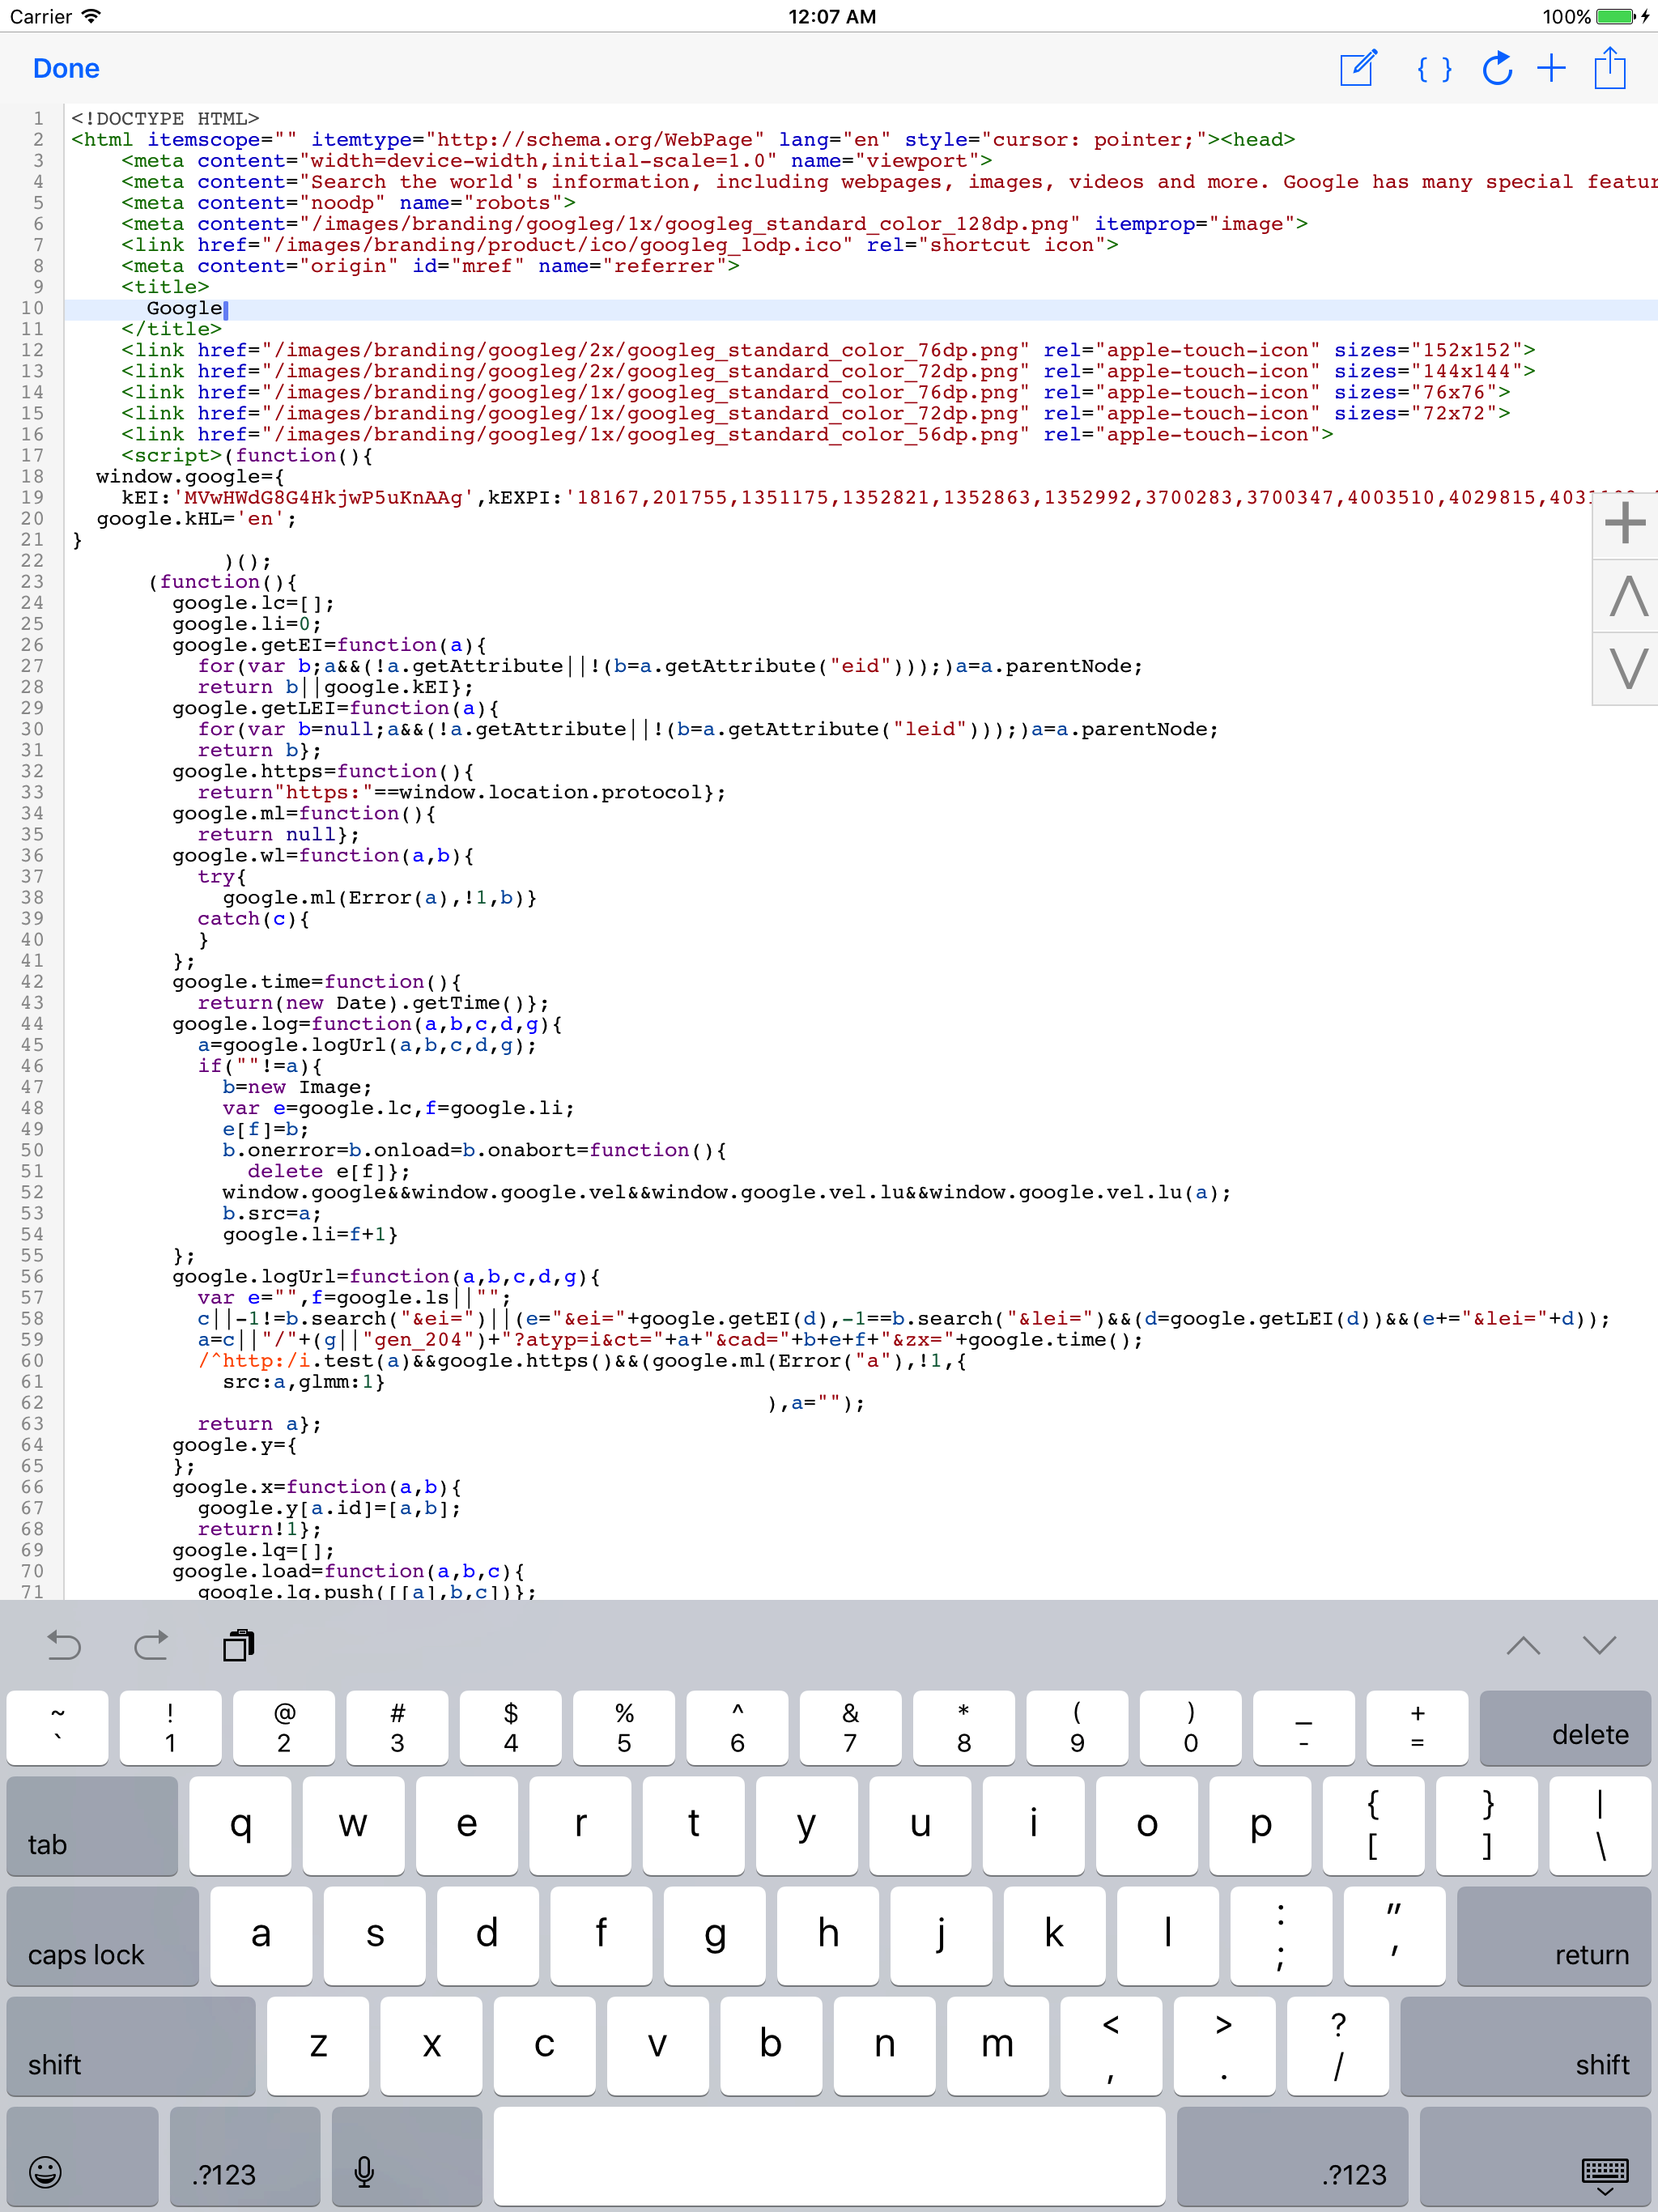 Carrier 12:07 AM 100%
Done { }
1 <!DOCTYPE HTML>
2 <html itemscope="" itemtype="http://schema.org/WebPage" lang="en" style="cursor: pointer;"><head>
3     <meta content="width=device-width,initial-scale=1.0" name="viewport">
4     <meta content="Search the world's information, including webpages, images, videos and more. Google has many special featur
5     <meta content="noodp" name="robots">
6     <meta content="/images/branding/googleg/1x/googleg_standard_color_128dp.png" itemprop="image">
7     <link href="/images/branding/product/ico/googleg_lodp.ico" rel="shortcut icon">
8     <meta content="origin" id="mref" name="referrer">
9     <title>
10       Google
11     </title>
12     <link href="/images/branding/googleg/2x/googleg_standard_color_76dp.png" rel="apple-touch-icon" sizes="152x152">
13     <link href="/images/branding/googleg/2x/googleg_standard_color_72dp.png" rel="apple-touch-icon" sizes="144x144">
14     <link href="/images/branding/googleg/1x/googleg_standard_color_76dp.png" rel="apple-touch-icon" sizes="76x76">
15     <link href="/images/branding/googleg/1x/googleg_standard_color_72dp.png" rel="apple-touch-icon" sizes="72x72">
16     <link href="/images/branding/googleg/1x/googleg_standard_color_56dp.png" rel="apple-touch-icon">
17     <script>(function(){
18   window.google={
19     kEI:'MVwHWdG8G4HkjwP5uKnAAg',kEXPI:'18167,201755,1351175,1352821,1352863,1352992,3700283,3700347,4003510,4029815,
20   google.kHL='en';
21 }
22             )();
23       (function(){
24         google.lc=[];
25         google.li=0;
26         google.getEI=function(a){
27           for(var b;a&&(!a.getAttribute||!(b=a.getAttribute("eid")));)a=a.parentNode;
28           return b||google.kEI};
29         google.getLEI=function(a){
30           for(var b=null;a&&(!a.getAttribute||!(b=a.getAttribute("leid")));)a=a.parentNode;
31           return b};
32         google.https=function(){
33           return"https:"==window.location.protocol};
34         google.ml=function(){
35           return null};
36         google.wl=function(a,b){
37           try{
38             google.ml(Error(a),!1,b)}
39           catch(c){
40           }
41         };
42         google.time=function(){
43           return(new Date).getTime()};
44         google.log=function(a,b,c,d,g){
45           a=google.logUrl(a,b,c,d,g);
46           if(""!=a){
47             b=new Image;
48             var e=google.lc,f=google.li;
49             e[f]=b;
50             b.onerror=b.onload=b.onabort=function(){
51               delete e[f]};
52             window.google&&window.google.vel&&window.google.vel.lu&&window.google.vel.lu(a);
53             b.src=a;
54             google.li=f+1}
55         };
56         google.logUrl=function(a,b,c,d,g){
57           var e="",f=google.ls||"";
58           c||-1!=b.search("&ei=")||(e="&ei="+google.getEI(d),-1==b.search("&lei=")&&(d=google.getLEI(d))&&(e+="&lei="+d));
59           a=c||"/"+(g||"gen_204")+"?atyp=i&ct="+a+"&cad="+b+e+f+"&zx="+google.time();
60           /^http:/i.test(a)&&google.https()&&(google.ml(Error("a"),!1,{
61             src:a,glmm:1}
62                                                        ),a="");
63           return a};
64         google.y={
65         };
66         google.x=function(a,b){
67           google.y[a.id]=[a,b];
68           return!1};
69         google.lq=[];
70         google.load=function(a,b,c){
71           google.lq.push([[a],b,c])};
~ ! @ # $ % ^ & * ( ) _ +
` 1 2 3 4 5 6 7 8 9 0 - = delete
tab q w e r t y u i o p { [ } ] | \
caps lock a s d f g h j k l : ; " ' return
shift z x c v b n m < , > . ? / shift
.?123 .?123